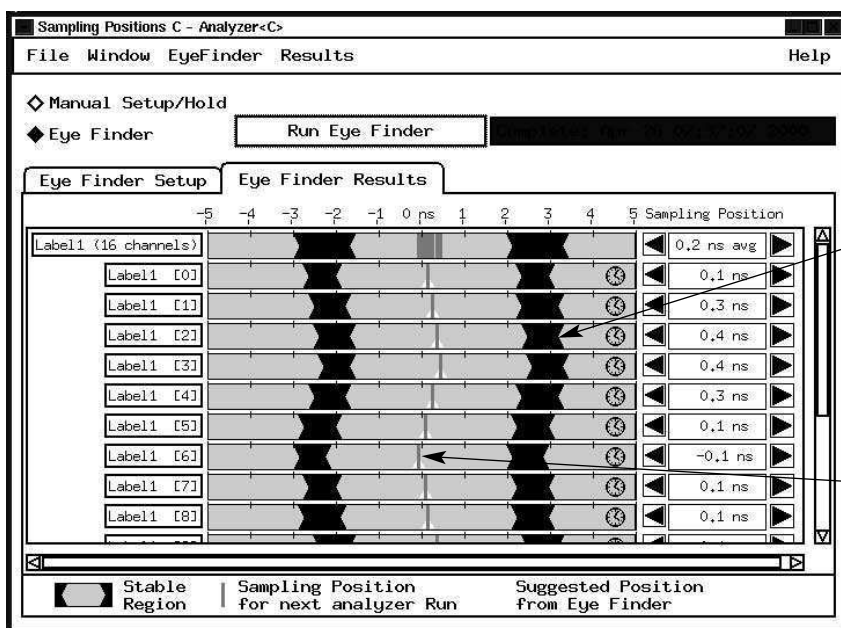 Sampling Positions C - Analyzer<C>
File Window EyeFinder Results Help
Manual Setup/Hold
Eye Finder
Run Eye Finder
Eye Finder Setup
Eye Finder Results
-5 -4 -3 -2 -1 0 ns 1 2 3 4 5 Sampling Position
Label1 (16 channels) 0.2 ns avg
Label1 [0] 0.1 ns
Label1 [1] 0.3 ns
Label1 [2] 0.4 ns
Label1 [3] 0.4 ns
Label1 [4] 0.3 ns
Label1 [5] 0.1 ns
Label1 [6] -0.1 ns
Label1 [7] 0.1 ns
Label1 [8] 0.1 ns
Stable Region
Sampling Position for next analyzer Run
Suggested Position from Eye Finder